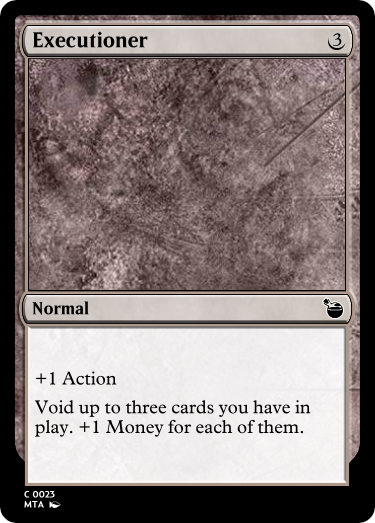 Executioner 3
Normal
+1 Action
Void up to three cards you have in
play. +1 Money for each of them.
C 0023
MTA